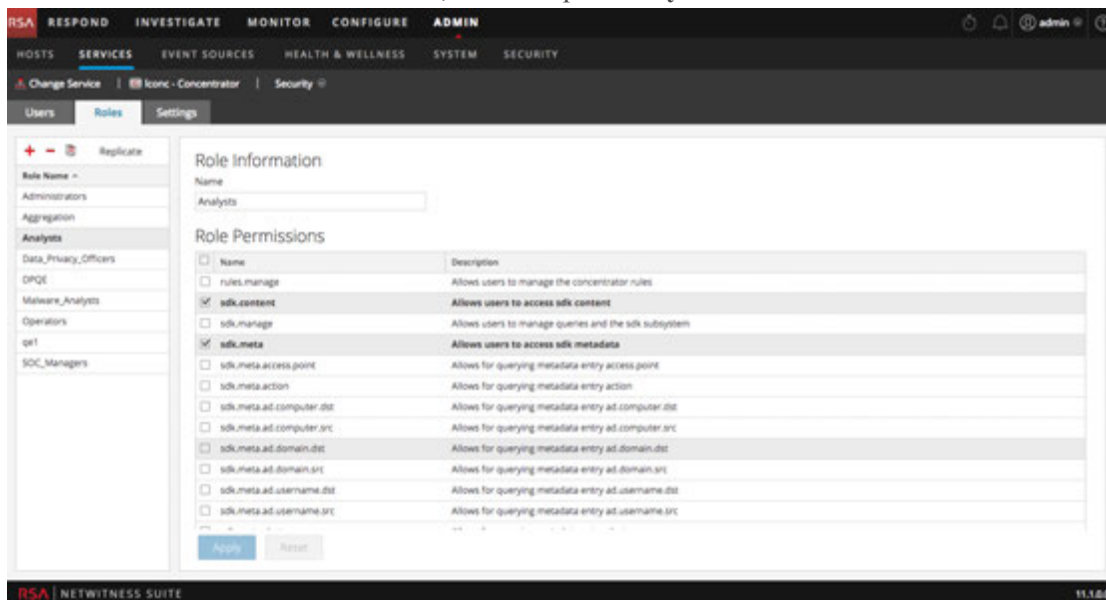 RSA RESPOND INVESTIGATE MONITOR CONFIGURE ADMIN admin
HOSTS SERVICES EVENT SOURCES HEALTH & WELLNESS SYSTEM SECURITY
Change Service | - Concentrator | Security
Users Roles Settings
Replicate
Role Name
Administrators
Aggregation
Analysts
Data_Privacy_Officers
DPQE
Malware_Analysts
Operators
qe1
SOC_Managers
Role Information
Name
Analysts
Role Permissions
Name Description
rules.manage Allows users to manage the concentrator rules
sdk.content Allows users to access sdk content
sdk.manage Allows users to manage queries and the sdk subsystem
sdk.meta Allows users to access sdk metadata
sdk.meta.access.point Allows for querying metadata entry access.point
sdk.meta.action Allows for querying metadata entry action
sdk.meta.ad.computer.dst Allows for querying metadata entry ad.computer.dst
sdk.meta.ad.computer.src Allows for querying metadata entry ad.computer.src
sdk.meta.ad.domain.dst Allows for querying metadata entry ad.domain.dst
sdk.meta.ad.domain.src Allows for querying metadata entry ad.domain.src
sdk.meta.ad.username.dst Allows for querying metadata entry ad.username.dst
sdk.meta.ad.username.src Allows for querying metadata entry ad.username.src
Apply Reset
RSA NETWITNESS SUITE